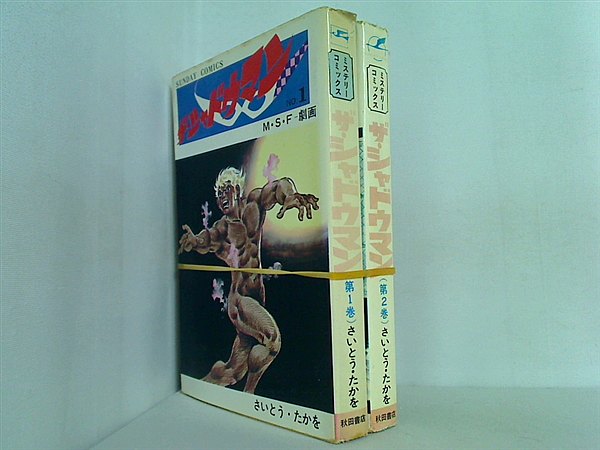 SUNDAY COMICS
ザ・シャドウマン
NO.1
M・S・F-劇画
さいとう・たかを
ミステリー
コミックス
ザ・シャドウマン
(第1巻)
さいとう・たかを
秋田書店
ミステリー
コミックス
ザ・シャドウマン
(第2巻)
さいとう・たかを
秋田書店